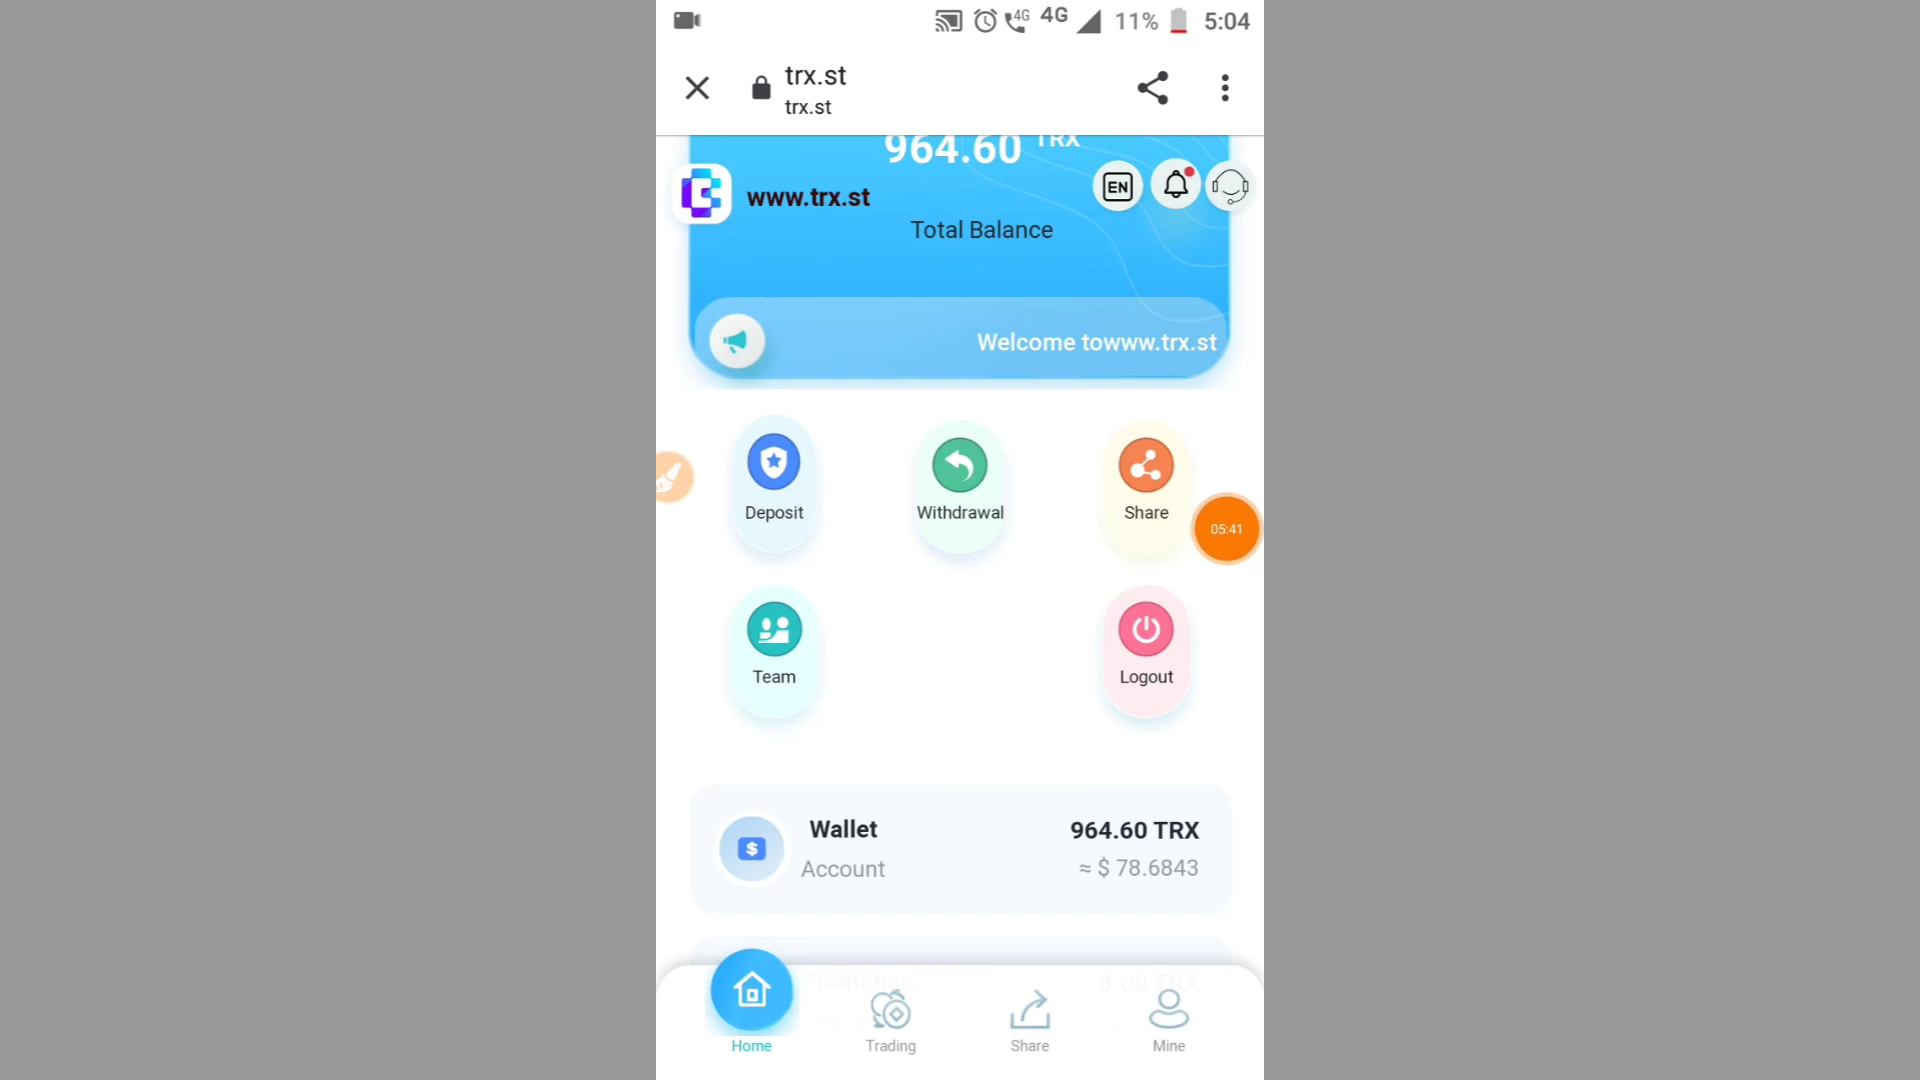 4G 4G 11% 5:04
trx.st
trx.st
964.60 TRX
EN
www.trx.st
Total Balance
Welcome towww.trx.st
Deposit
Withdrawal
Share
05:41
Team
Logout
Wallet
964.60 TRX
Account
≈ $ 78.6843
Promotion
0.00 TRX
Home
Trading
Share
Mine